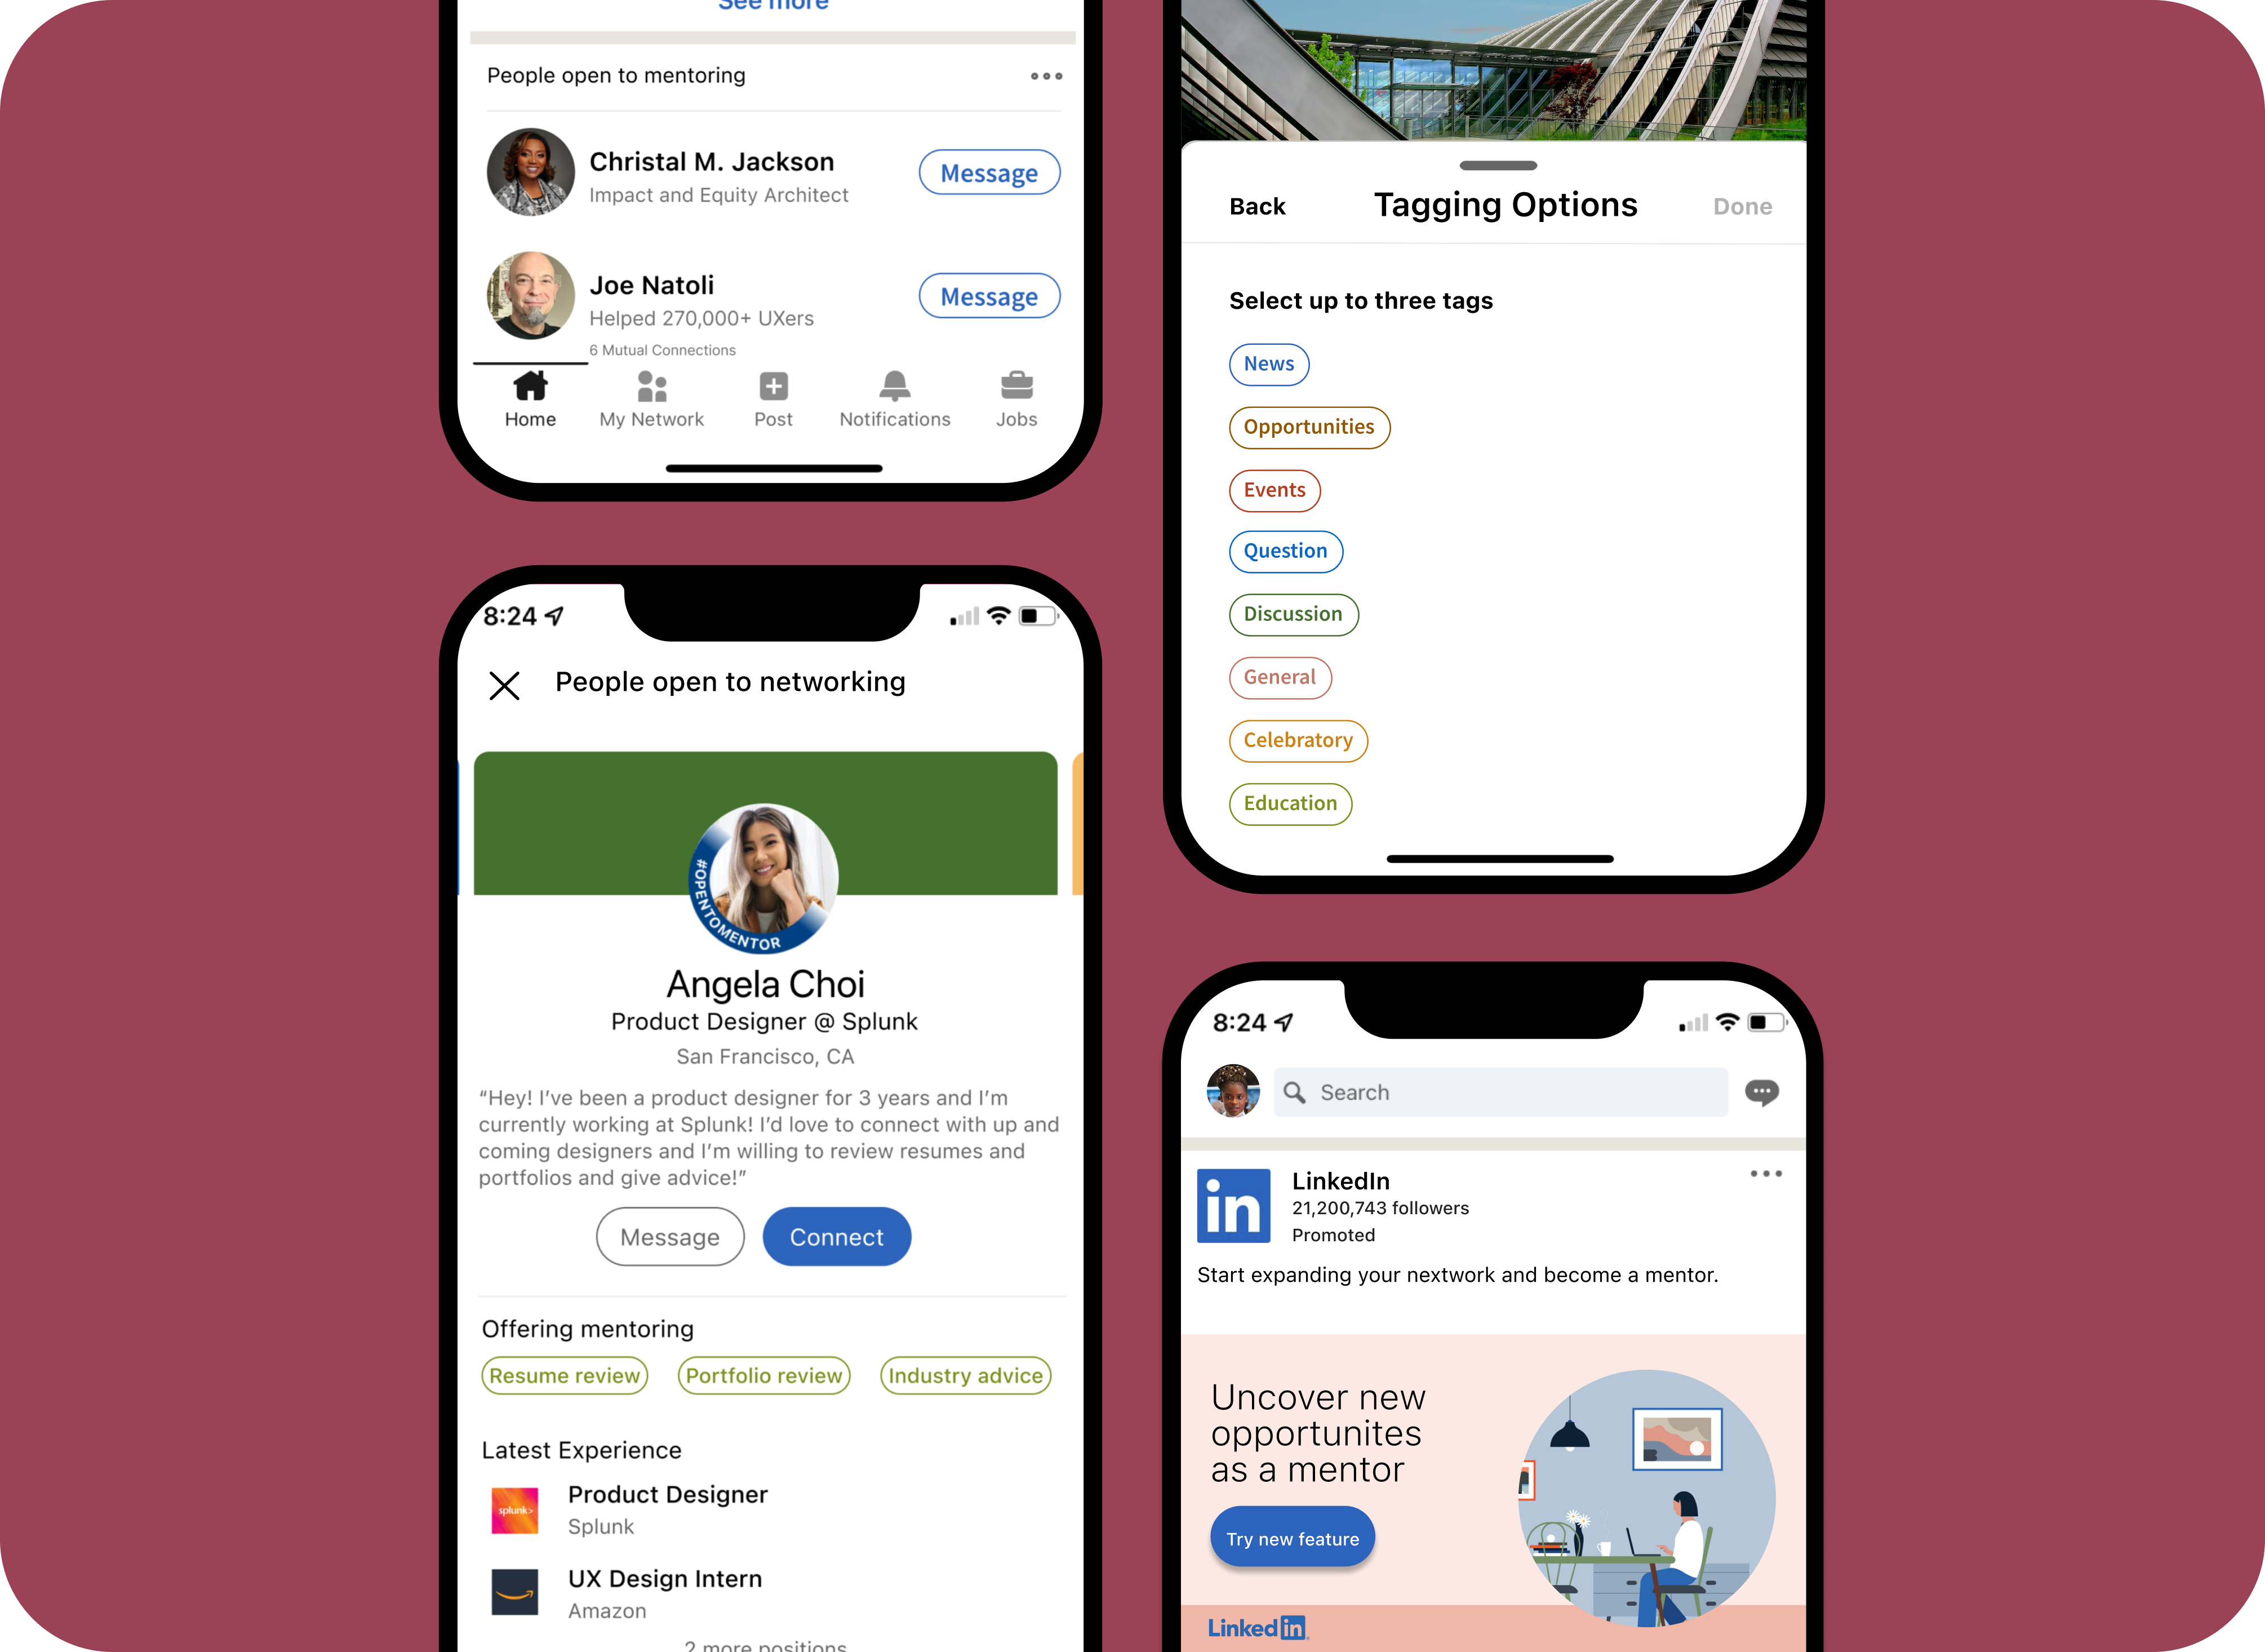 See more
People open to mentoring
Christal M. Jackson
Impact and Equity Architect
Message
Joe Natoli
Helped 270,000+ UXers
6 Mutual Connections
Message
Home
My Network
Post
Notifications
Jobs
8:24
People open to networking
#OPENTOMENTOR
Angela Choi
Product Designer @ Splunk
San Francisco, CA
“Hey! I’ve been a product designer for 3 years and I’m
currently working at Splunk! I’d love to connect with up and
coming designers and I’m willing to review resumes and
portfolios and give advice!”
Message
Connect
Offering mentoring
Resume review
Portfolio review
Industry advice
Latest Experience
splunk>
Product Designer
Splunk
UX Design Intern
Amazon
2 more positions
Back
Tagging Options
Done
Select up to three tags
News
Opportunities
Events
Question
Discussion
General
Celebratory
Education
8:24
Search
in
LinkedIn
21,200,743 followers
Promoted
Start expanding your nextwork and become a mentor.
Uncover new
opportunites
as a mentor
Try new feature
LinkedIn